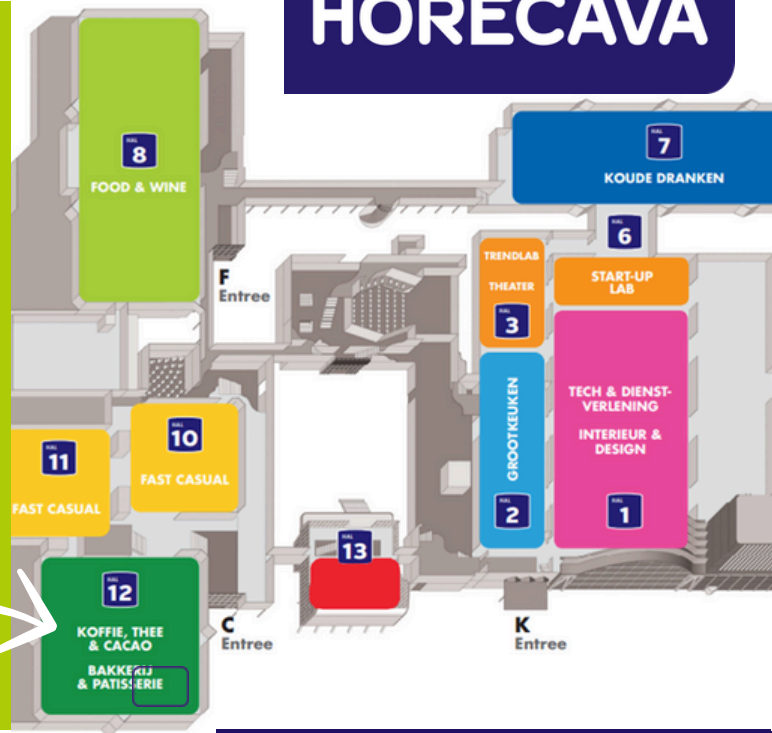 HORECAVA
HAL
8
FOOD & WINE
HAL
7
KOUDE DRANKEN
HAL
6
TRENDLAB
THEATER
HAL
3
START-UP
LAB
F
Entree
GROOTKEUKEN
HAL
2
TECH & DIENST-
VERLENING
INTERIEUR &
DESIGN
HAL
1
HAL
10
FAST CASUAL
HAL
11
FAST CASUAL
HAL
12
KOFFIE, THEE
& CACAO
BAKKERIJ
& PATISSERIE
HAL
13
C
Entree
K
Entree